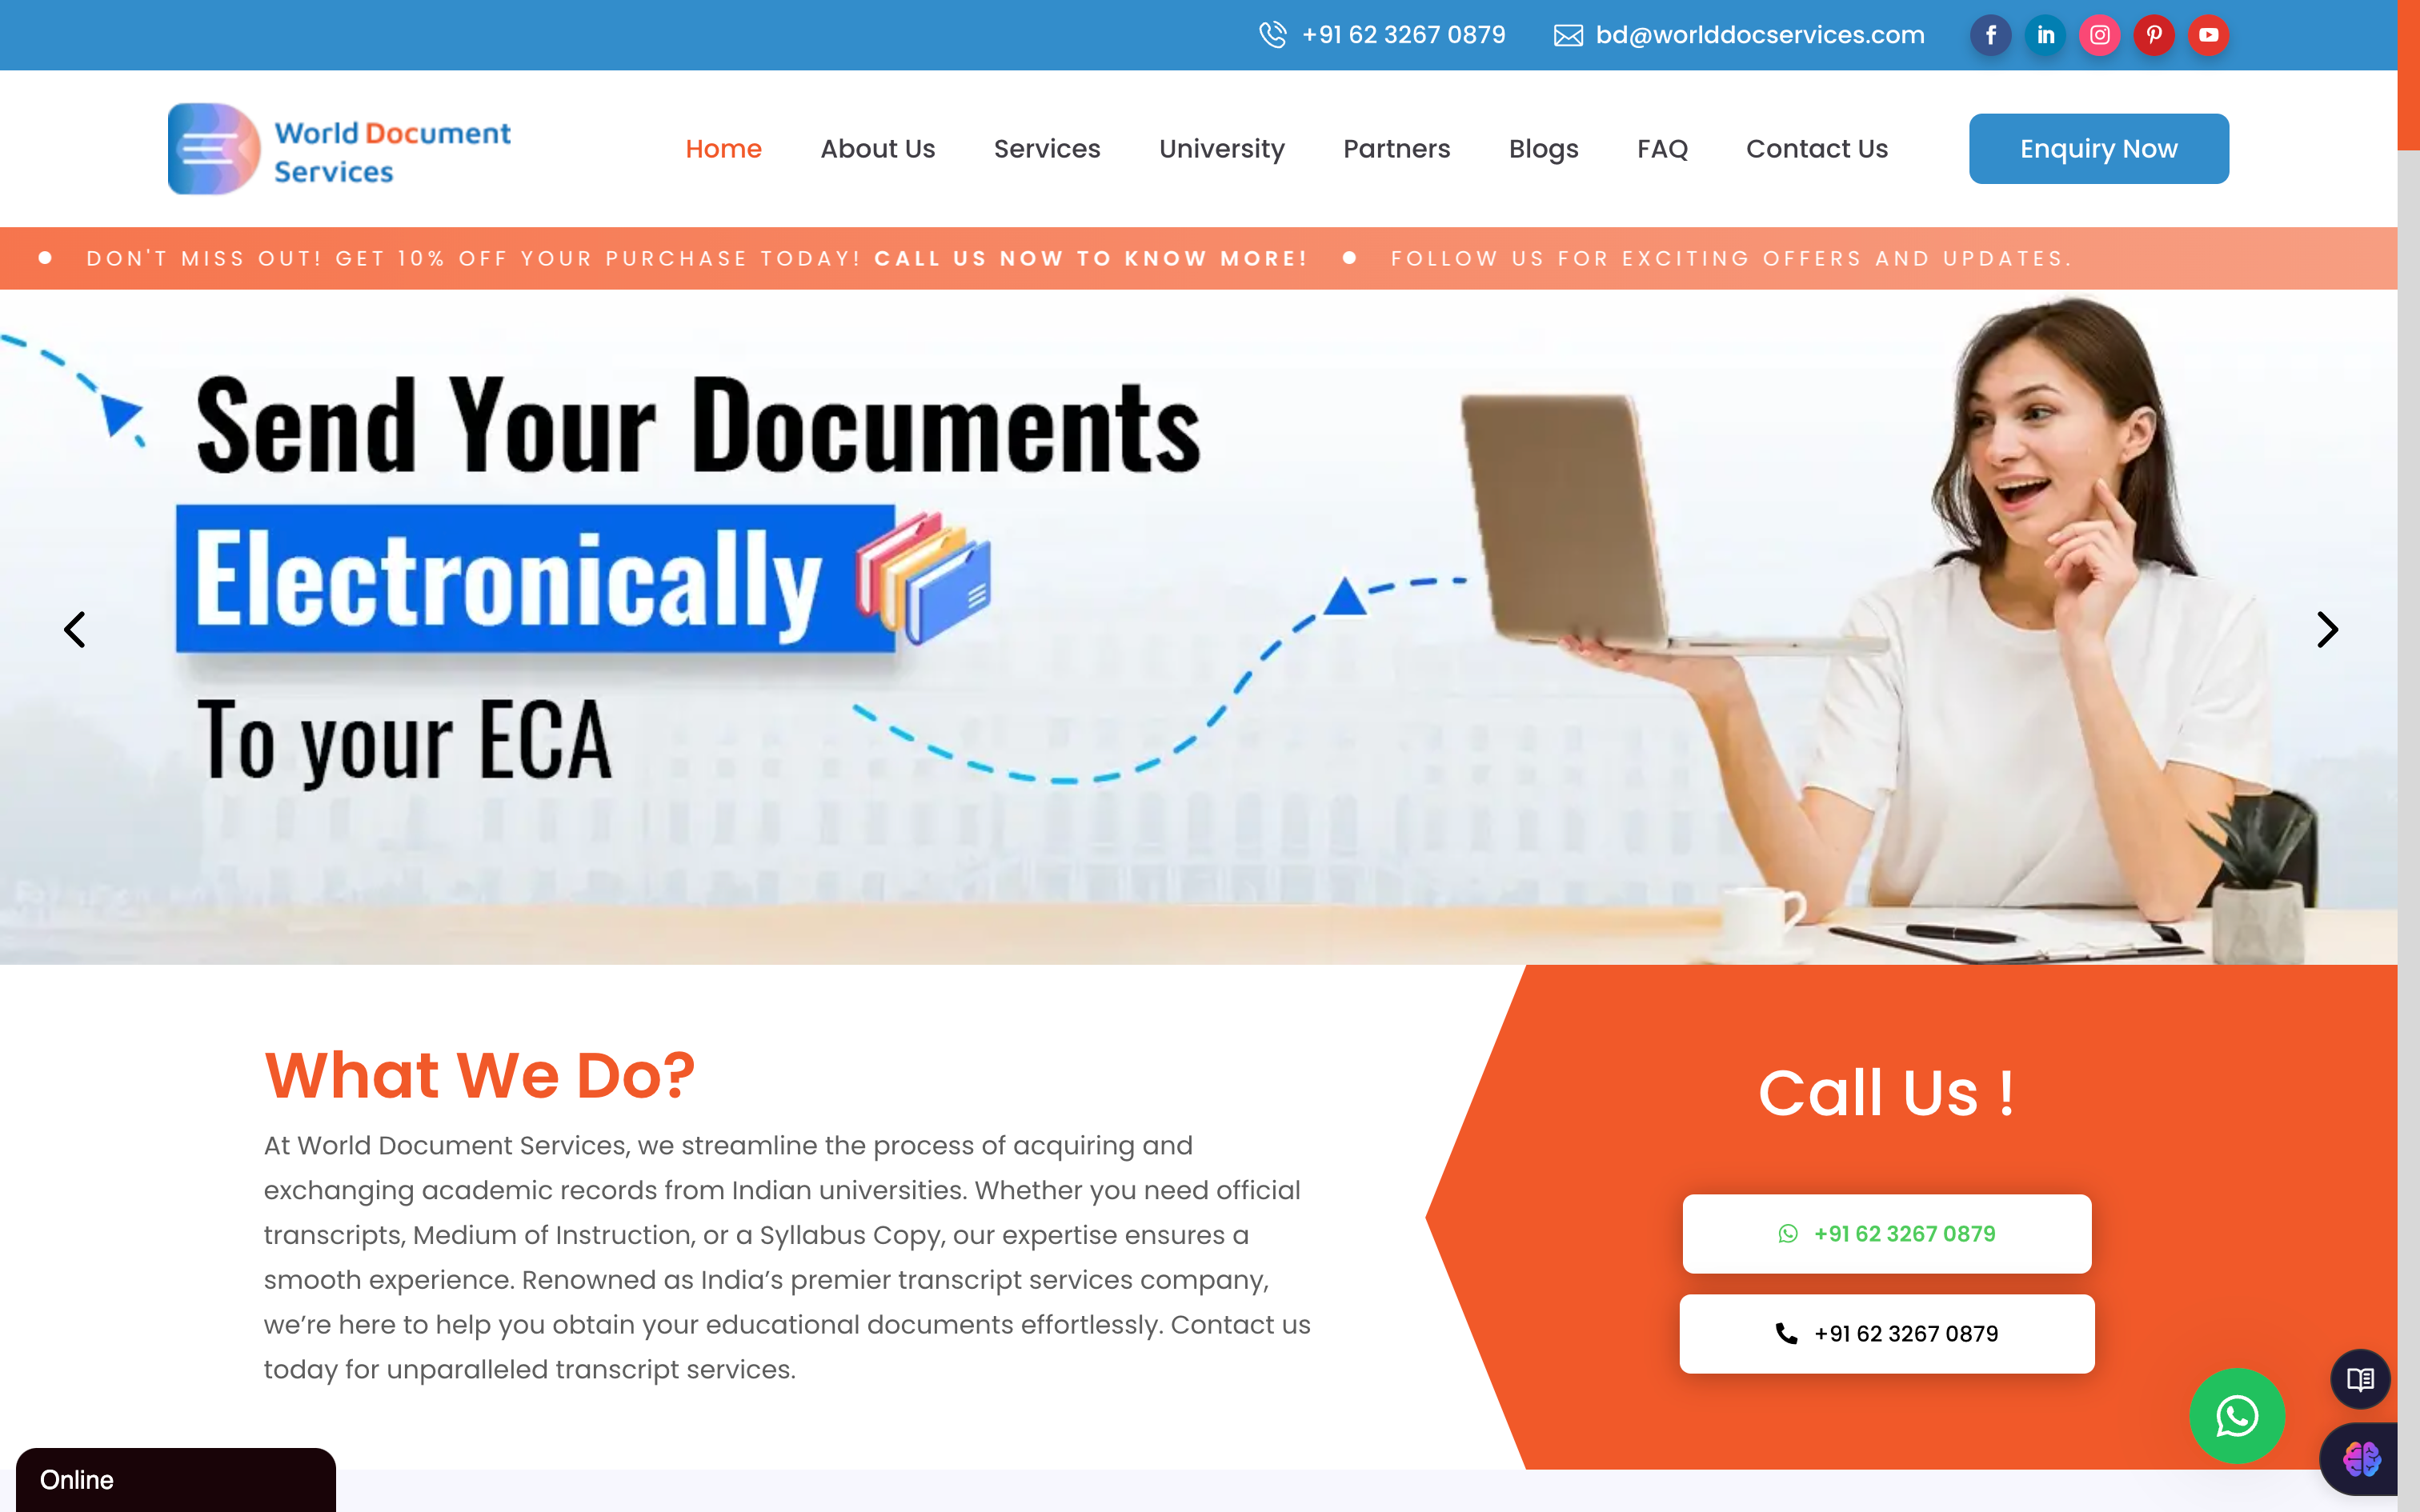 +91 62 3267 0879
bd@worlddocservices.com
World Document
Services
Home
About Us
Services
University
Partners
Blogs
FAQ
Contact Us
Enquiry Now
DON'T MISS OUT! GET 10% OFF YOUR PURCHASE TODAY! CALL US NOW TO KNOW MORE!
FOLLOW US FOR EXCITING OFFERS AND UPDATES.
Send Your Documents
Electronically
To your ECA
What We Do?
At World Document Services, we streamline the process of acquiring and
exchanging academic records from Indian universities. Whether you need official
transcripts, Medium of Instruction, or a Syllabus Copy, our expertise ensures a
smooth experience. Renowned as India’s premier transcript services company,
we’re here to help you obtain your educational documents effortlessly. Contact us
today for unparalleled transcript services.
Call Us !
+91 62 3267 0879
+91 62 3267 0879
Online